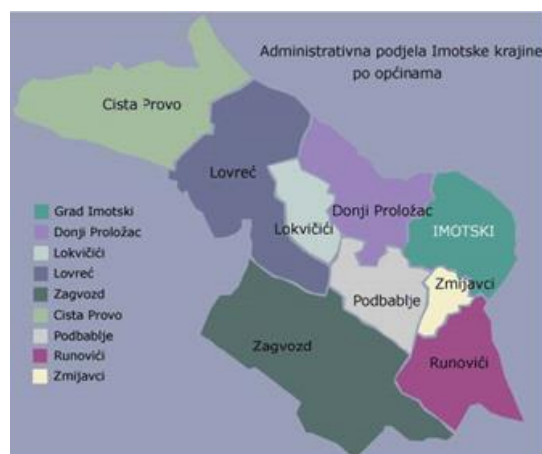 Administrativna podjela Imotske krajine
po općinama
Cista Provo
Lovreć
Lokvičići
Donji Proložac
IMOTSKI
Zmijavci
Podbablje
Zagvozd
Runovići
Grad Imotski
Donji Proložac
Lokvičići
Lovreć
Zagvozd
Cista Provo
Podbablje
Runovići
Zmijavci